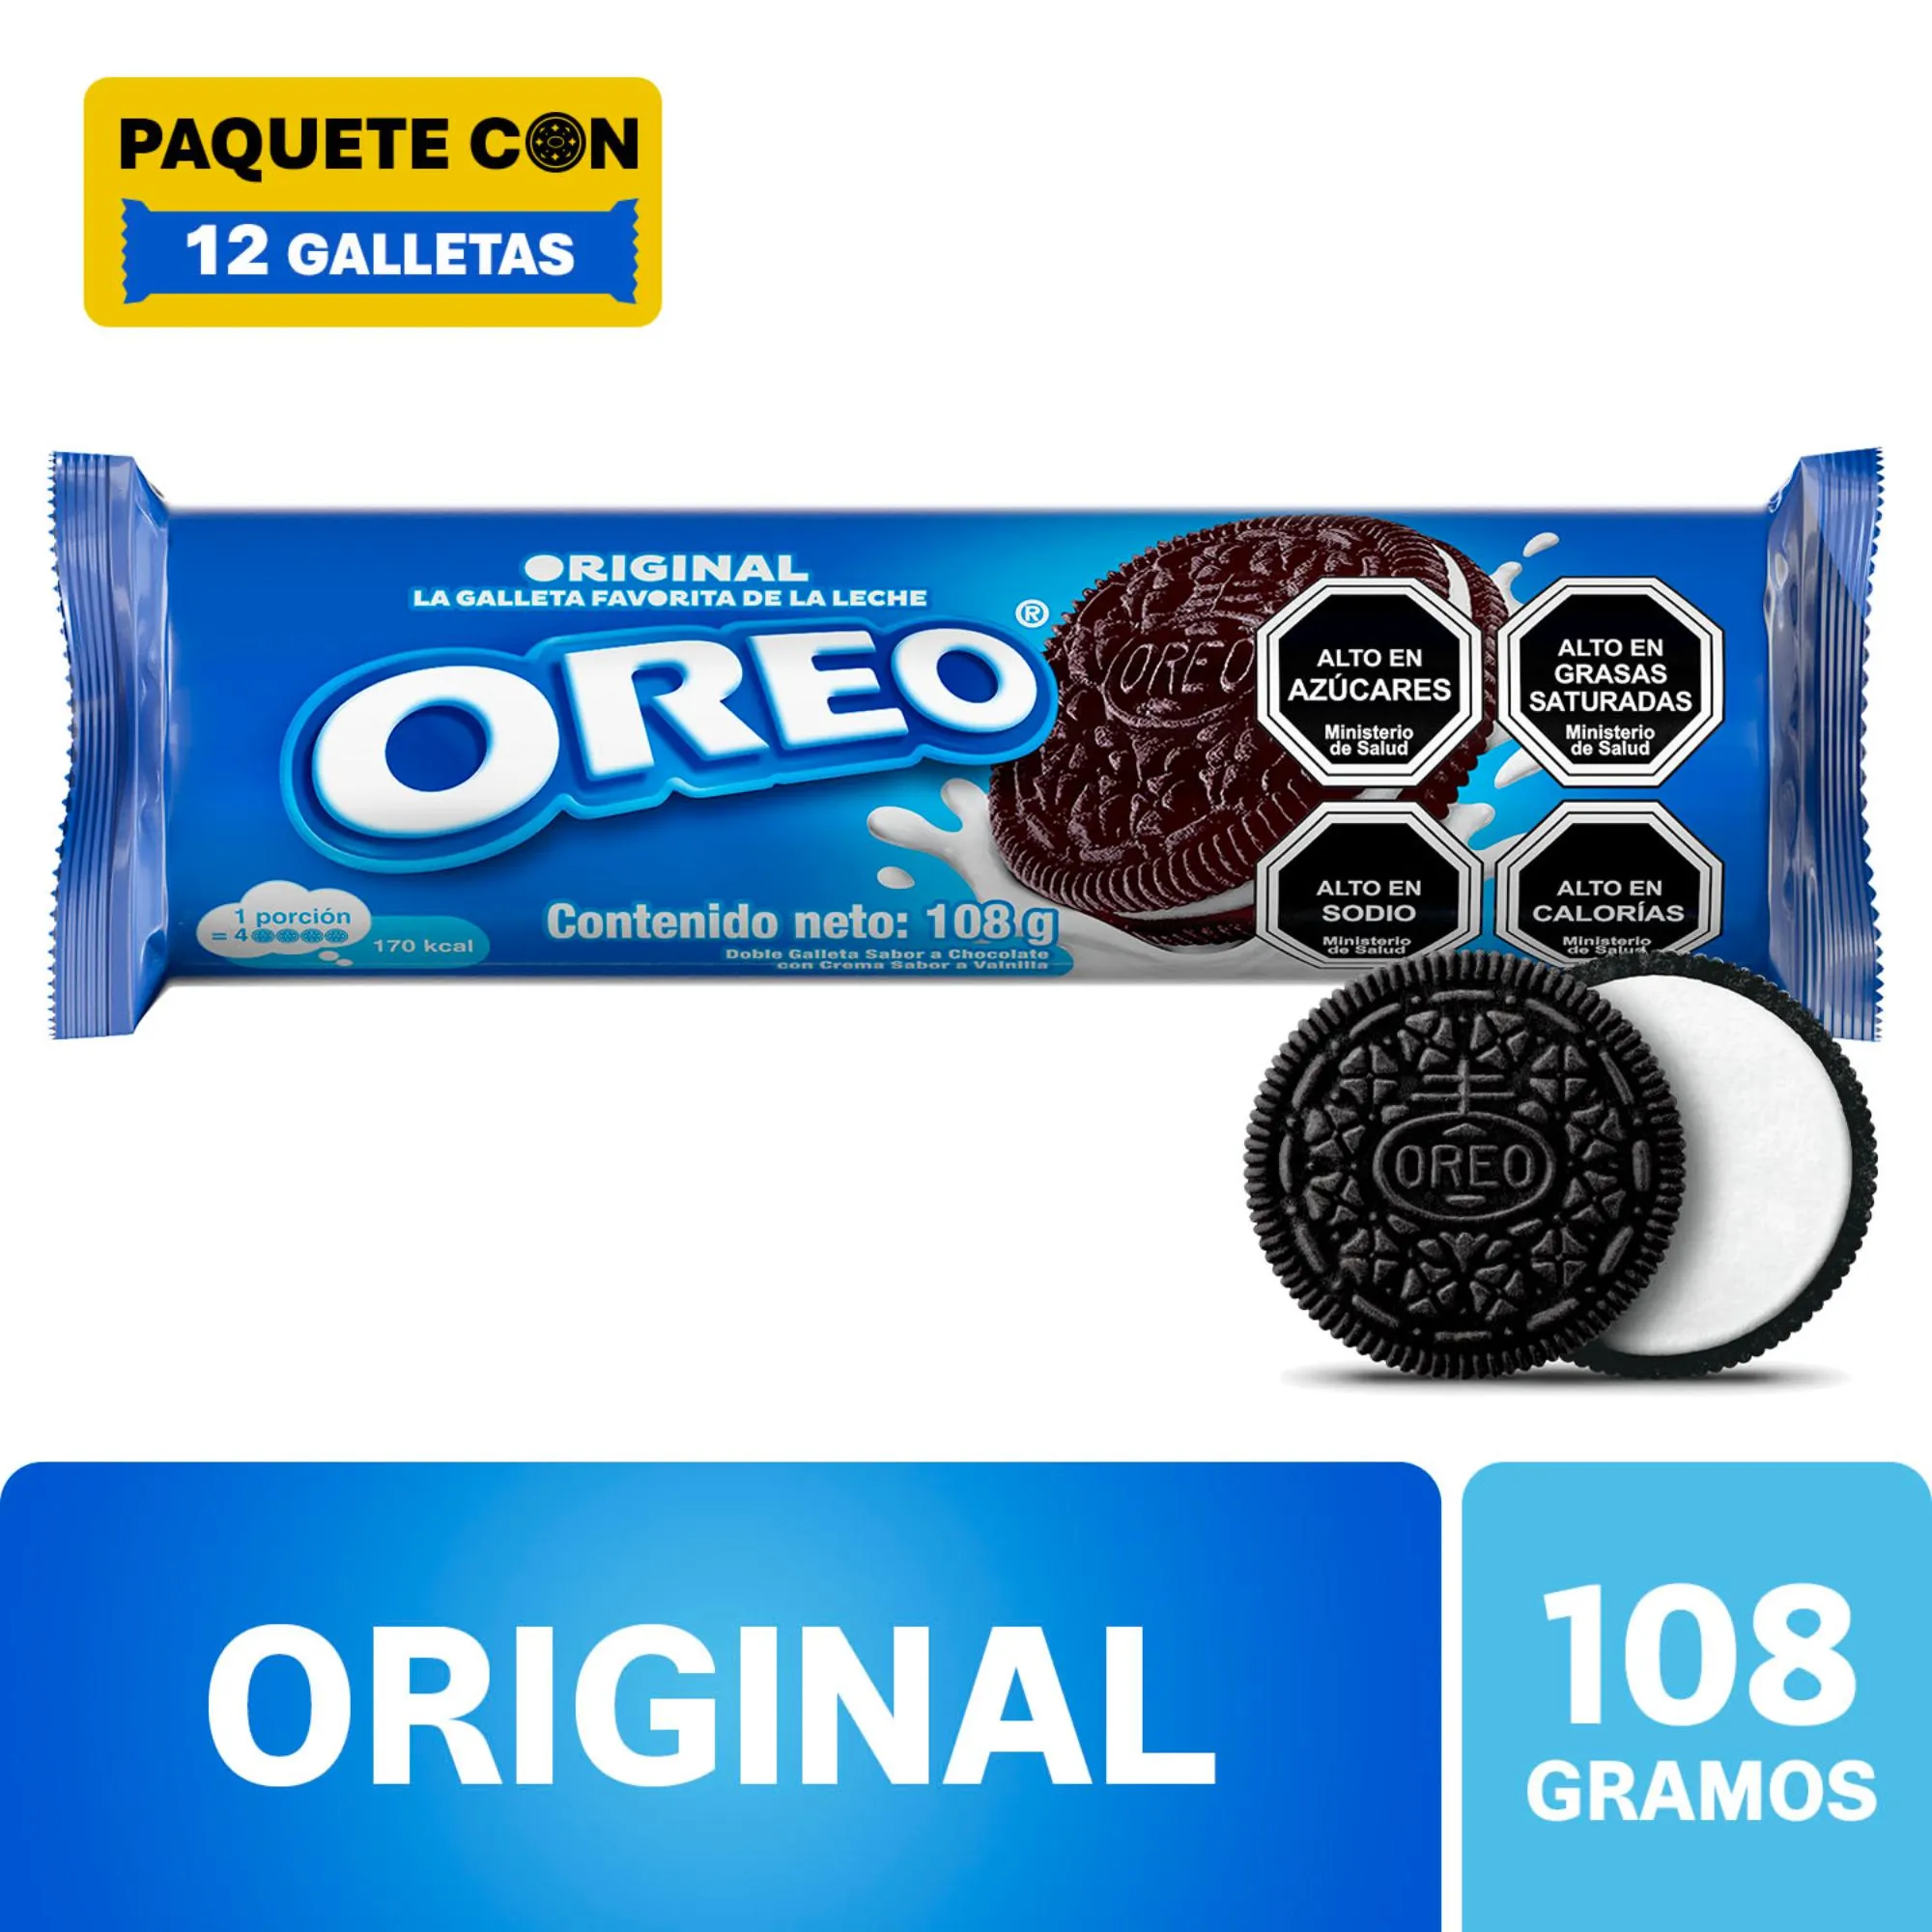 PAQUETE CON
12 GALLETAS
ORIGINAL
LA GALLETA FAVORITA DE LA LECHE
OREO®
OREO
ALTO EN
AZÚCARES
Ministerio
de Salud
ALTO EN
GRASAS
SATURADAS
Ministerio
de Salud
ALTO EN
SODIO
Ministerio
de Salud
ALTO EN
CALORÍAS
Ministerio
de Salud
1 porción
= 4
170 kcal
Contenido neto: 108 g
Doble Galleta Sabor a Chocolate
con Crema Sabor a Vainilla
OREO
ORIGINAL
108
GRAMOS